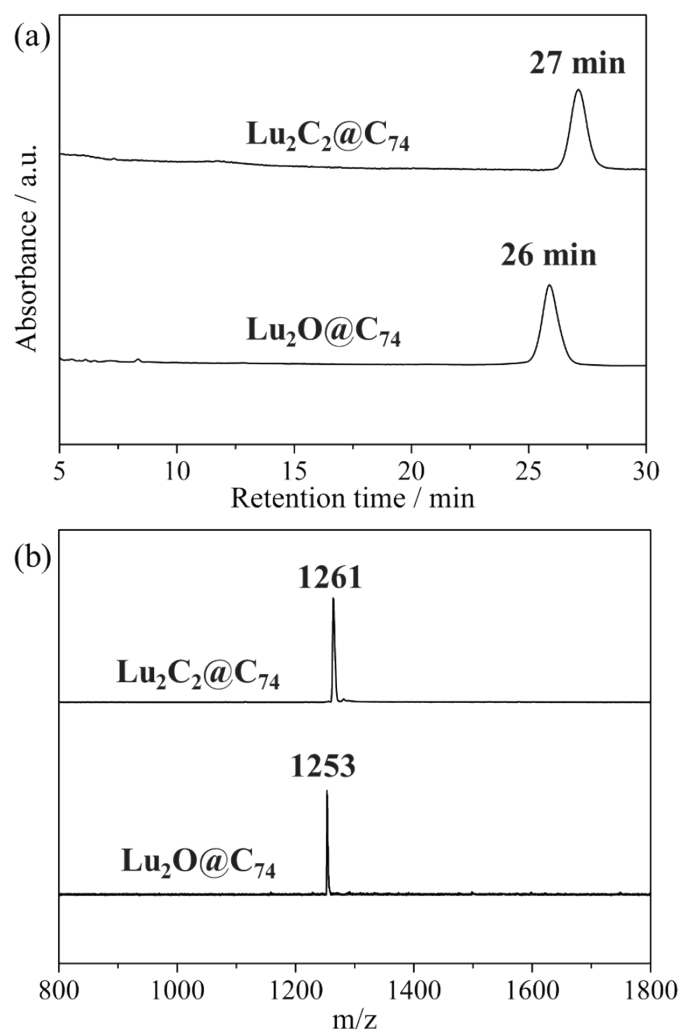 (a)
27 min
Lu₂C₂@C₇₄
26 min
Lu₂O@C₇₄
Absorbance / a.u.
5 10 15 20 25 30
Retention time / min
(b)
1261
Lu₂C₂@C₇₄
1253
Lu₂O@C₇₄
800 1000 1200 1400 1600 1800
m/z